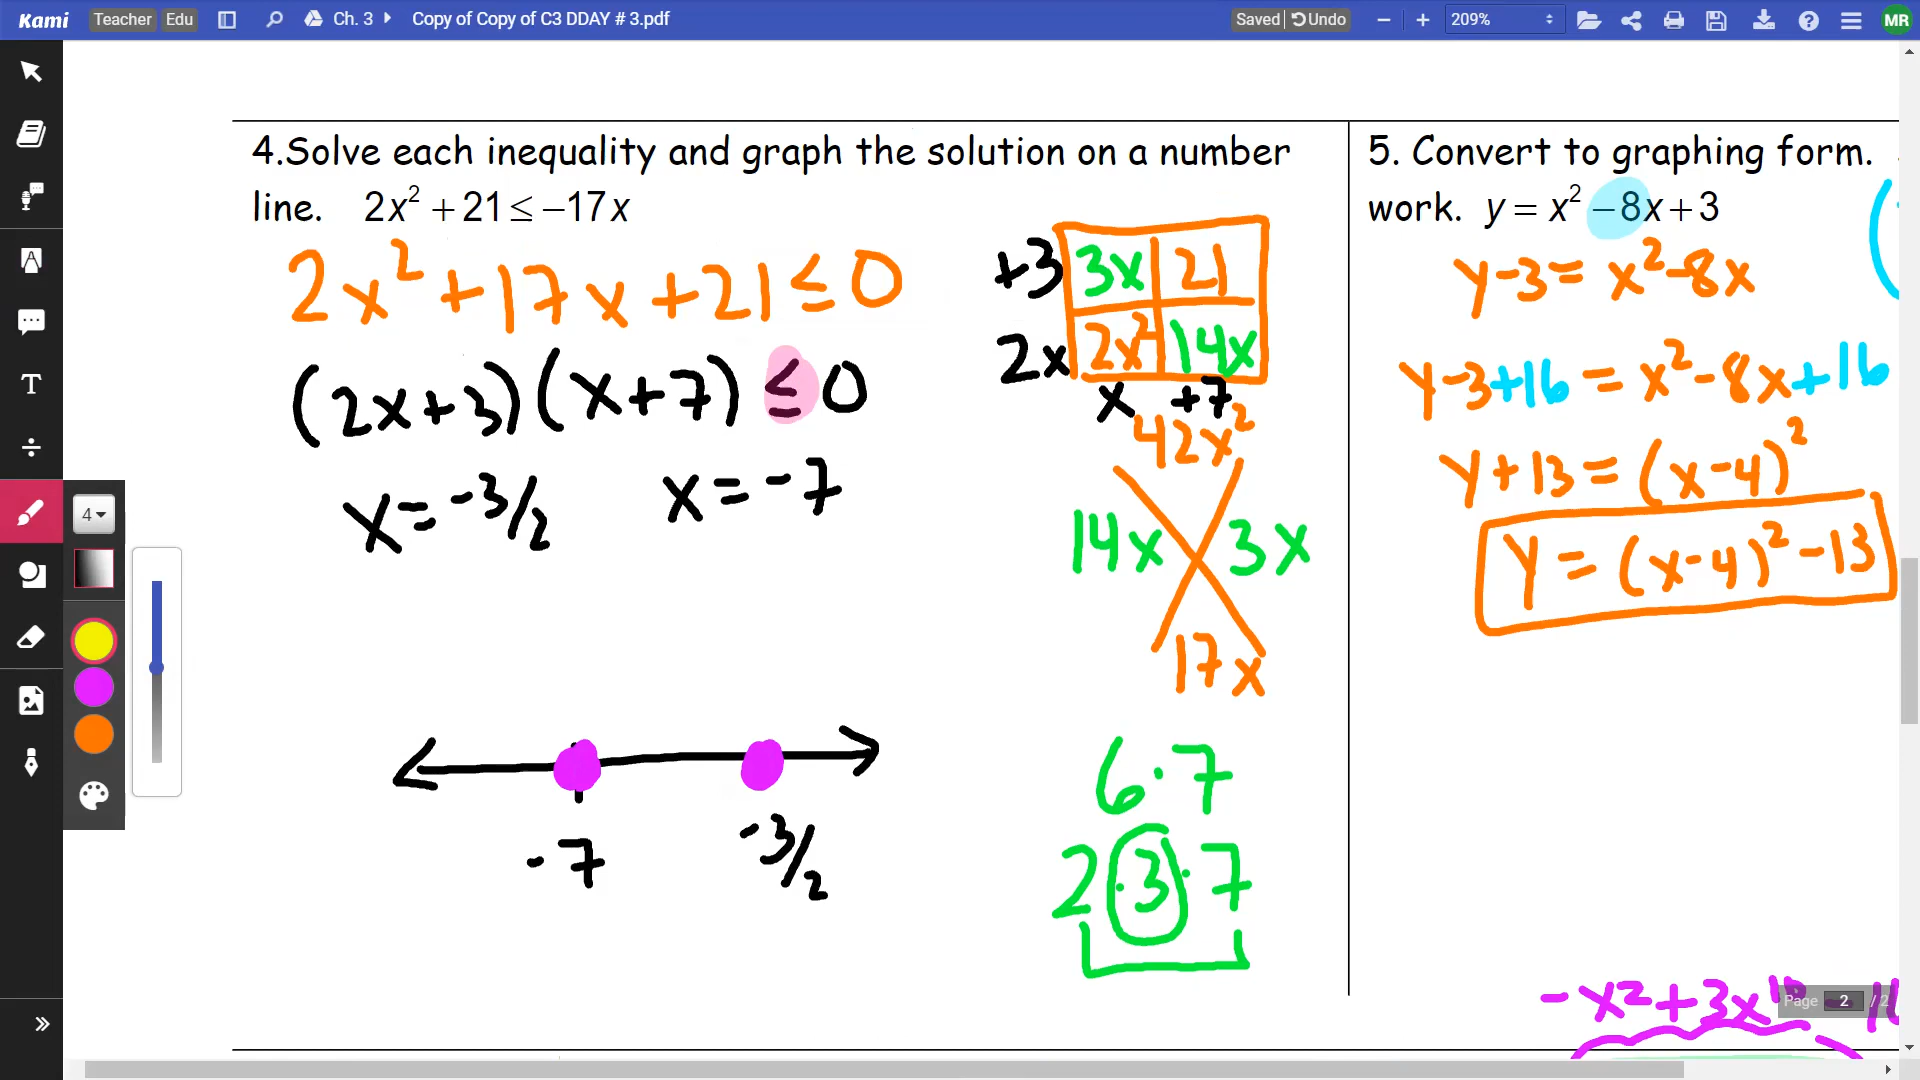 Kami Teacher Edu Ch. 3 Copy of Copy of C3 DDAY # 3.pdf Saved Undo 209% MR
4.Solve each inequality and graph the solution on a number
line. 2x² + 21 ≤ −17x
2x² + 17x + 21 ≤ 0
(2x+3)(x+7) ≤ 0
x = -3/2 x = -7
-7 -3/2
+3 3x 21
2x 2x² 14x
x +7
42x²
14x 3x
17x
6·7
2·3·7
5. Convert to graphing form.
work. y = x² − 8x + 3
y-3 = x²-8x
y-3+16 = x²-8x+16
y+13 = (x-4)²
y = (x-4)²-13
-x²+3x
Page 2 / 2
4
T